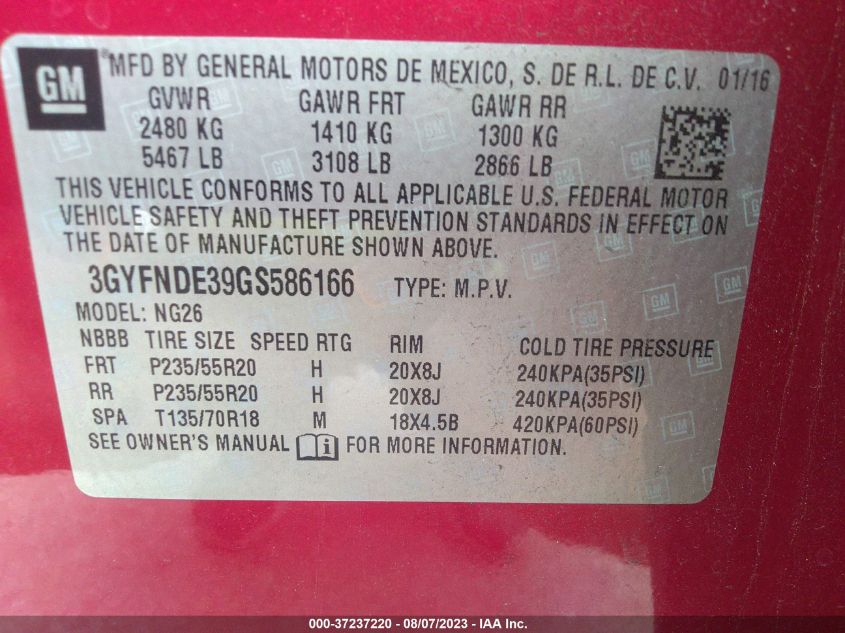 GM ® MFD BY GENERAL MOTORS DE MEXICO, S. DE R.L. DE C.V. 01/16
GVWR GAWR FRT GAWR RR
2480 KG 1410 KG 1300 KG
5467 LB 3108 LB 2866 LB
THIS VEHICLE CONFORMS TO ALL APPLICABLE U.S. FEDERAL MOTOR
VEHICLE SAFETY AND THEFT PREVENTION STANDARDS IN EFFECT ON
THE DATE OF MANUFACTURE SHOWN ABOVE.
3GYFNDE39GS586166 TYPE: M.P.V.
MODEL: NG26
NBBB TIRE SIZE SPEED RTG RIM COLD TIRE PRESSURE
FRT P235/55R20 H 20X8J 240KPA(35PSI)
RR P235/55R20 H 20X8J 240KPA(35PSI)
SPA T135/70R18 M 18X4.5B 420KPA(60PSI)
SEE OWNER'S MANUAL i FOR MORE INFORMATION.
000-37237220 - 08/07/2023 - IAA Inc.